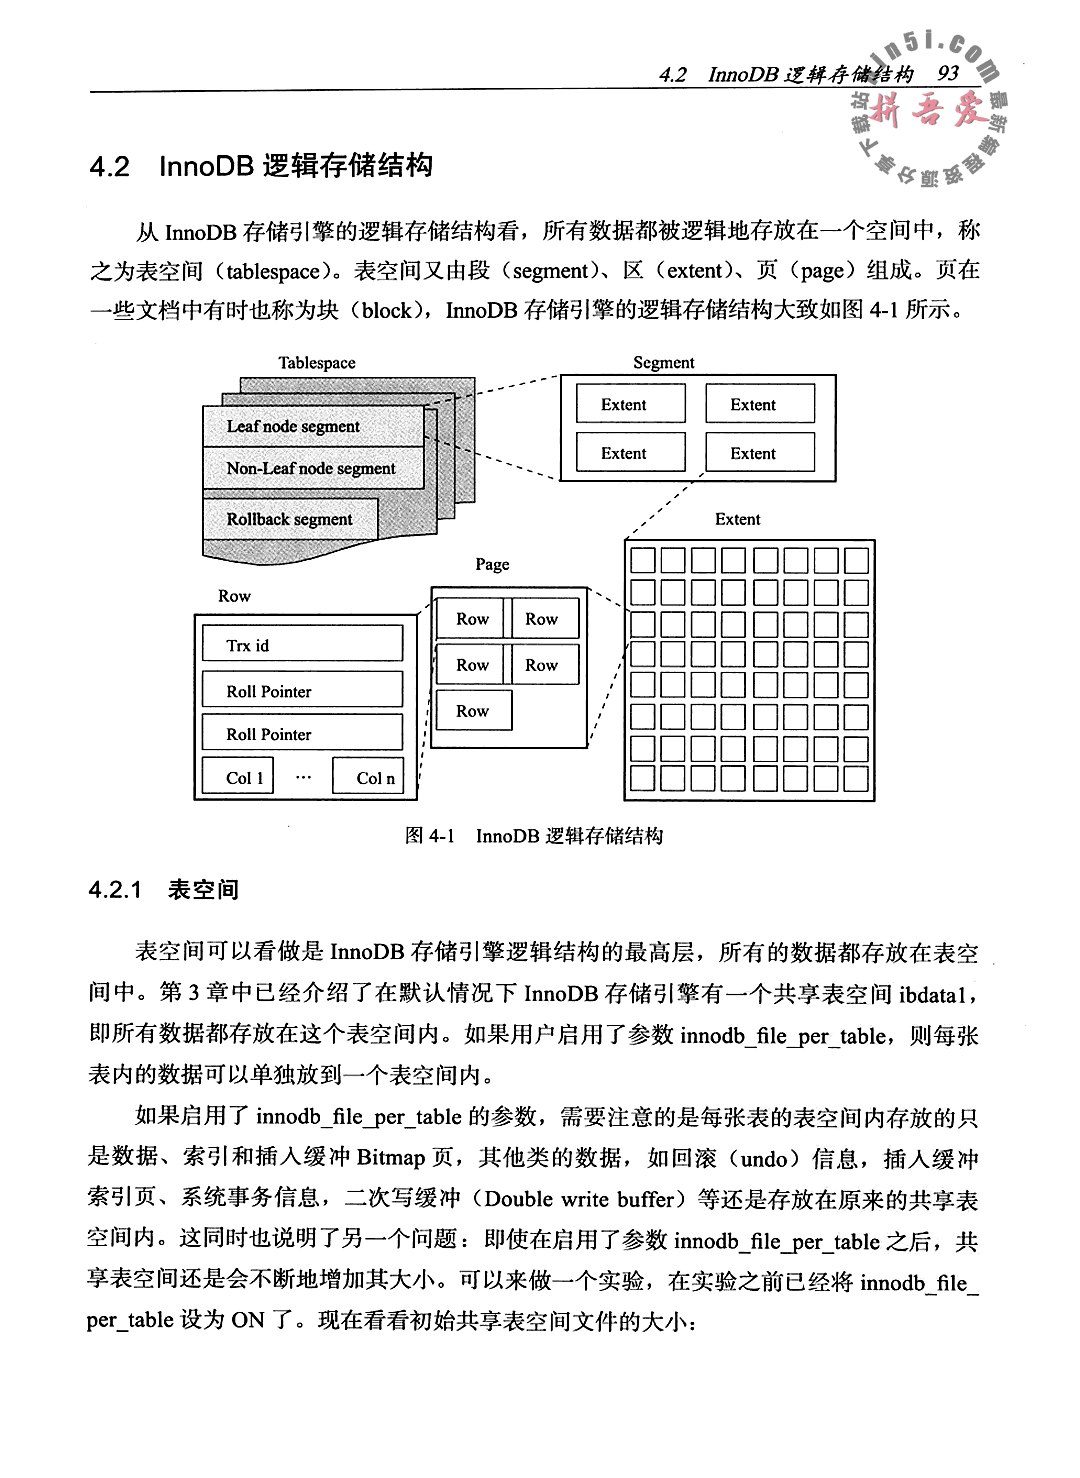 4.2 InnoDB 逻辑存储结构 93
jn5i.com
拼吾爱
最新编程资源分享下载站
4.2 InnoDB 逻辑存储结构
从 InnoDB 存储引擎的逻辑存储结构看，所有数据都被逻辑地存放在一个空间中，称
之为表空间（tablespace）。表空间又由段（segment）、区（extent）、页（page）组成。页在
一些文档中有时也称为块（block），InnoDB 存储引擎的逻辑存储结构大致如图 4-1 所示。
Tablespace
Leaf node segment
Non-Leaf node segment
Rollback segment
Segment
Extent Extent
Extent Extent
Extent
Page
Row Row
Row Row
Row
Row
Trx id
Roll Pointer
Roll Pointer
Col 1 … Col n
图 4-1 InnoDB 逻辑存储结构
4.2.1 表空间
表空间可以看做是 InnoDB 存储引擎逻辑结构的最高层，所有的数据都存放在表空
间中。第 3 章中已经介绍了在默认情况下 InnoDB 存储引擎有一个共享表空间 ibdata1，
即所有数据都存放在这个表空间内。如果用户启用了参数 innodb_file_per_table，则每张
表内的数据可以单独放到一个表空间内。
如果启用了 innodb_file_per_table 的参数，需要注意的是每张表的表空间内存放的只
是数据、索引和插入缓冲 Bitmap 页，其他类的数据，如回滚（undo）信息，插入缓冲
索引页、系统事务信息，二次写缓冲（Double write buffer）等还是存放在原来的共享表
空间内。这同时也说明了另一个问题：即使在启用了参数 innodb_file_per_table 之后，共
享表空间还是会不断地增加其大小。可以来做一个实验，在实验之前已经将 innodb_file_
per_table 设为 ON 了。现在看看初始共享表空间文件的大小：